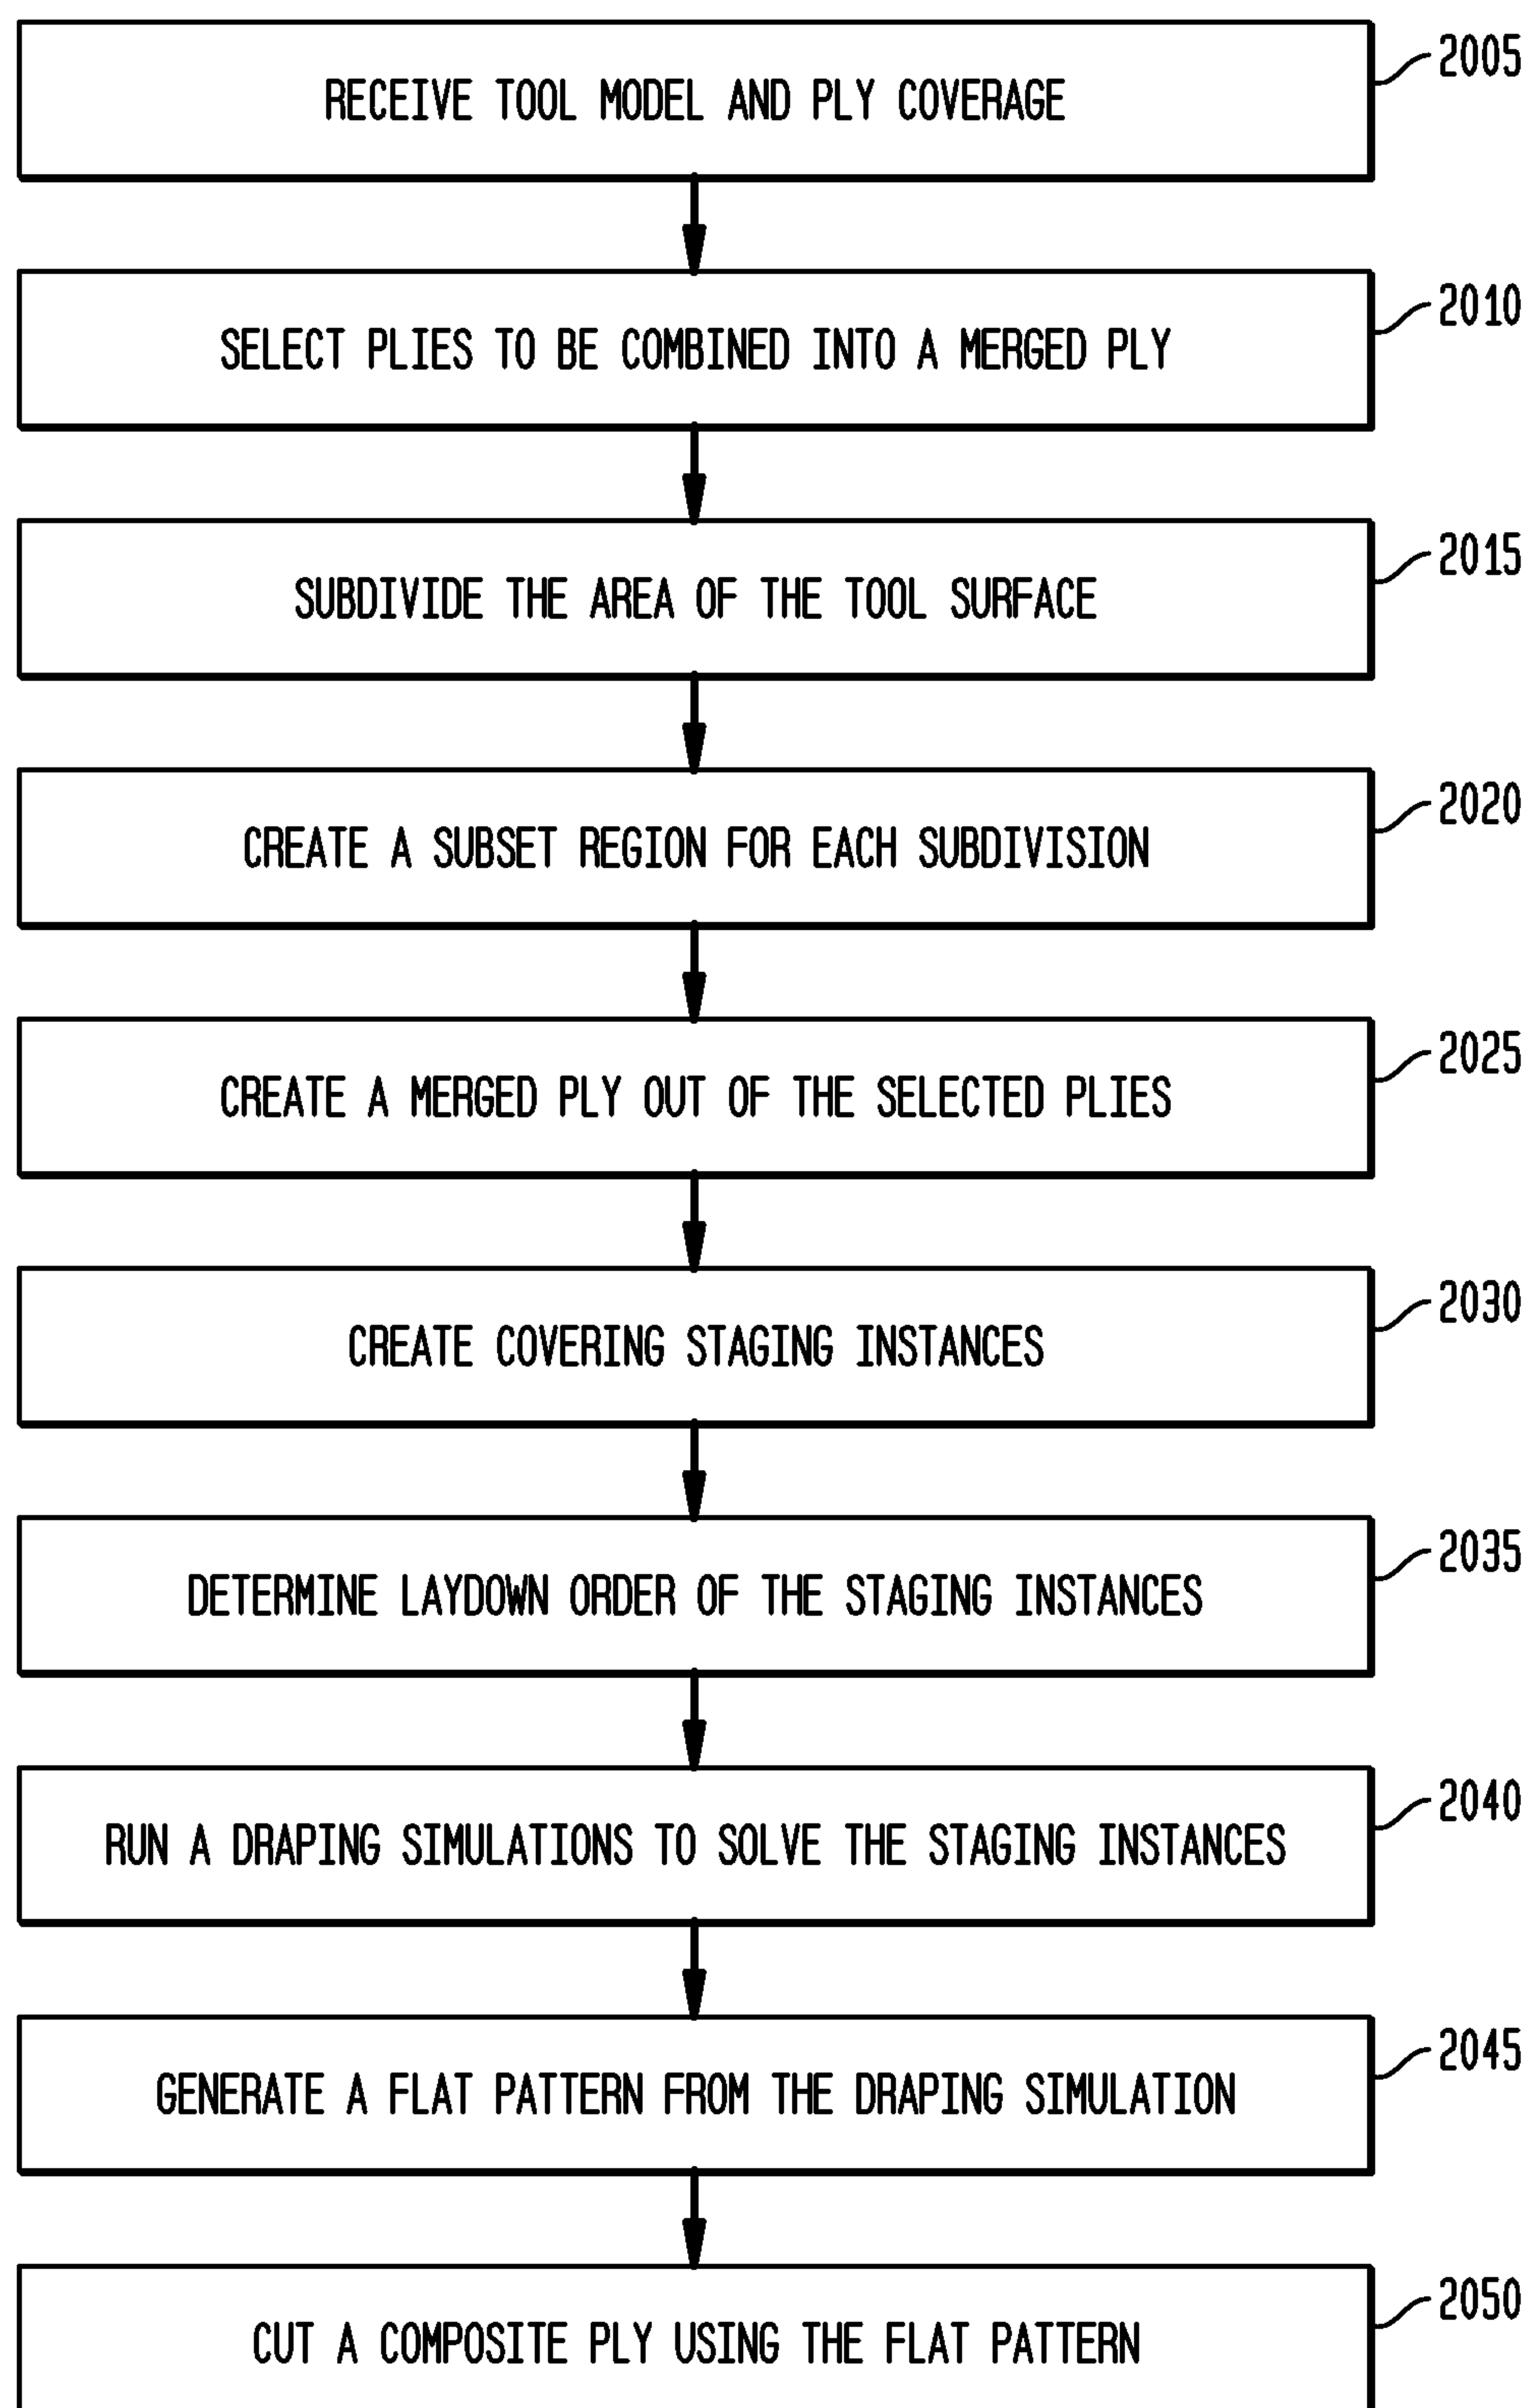 RECEIVE TOOL MODEL AND PLY COVERAGE
2005
SELECT PLIES TO BE COMBINED INTO A MERGED PLY
2010
SUBDIVIDE THE AREA OF THE TOOL SURFACE
2015
CREATE A SUBSET REGION FOR EACH SUBDIVISION
2020
CREATE A MERGED PLY OUT OF THE SELECTED PLIES
2025
CREATE COVERING STAGING INSTANCES
2030
DETERMINE LAYDOWN ORDER OF THE STAGING INSTANCES
2035
RUN A DRAPING SIMULATIONS TO SOLVE THE STAGING INSTANCES
2040
GENERATE A FLAT PATTERN FROM THE DRAPING SIMULATION
2045
CUT A COMPOSITE PLY USING THE FLAT PATTERN
2050